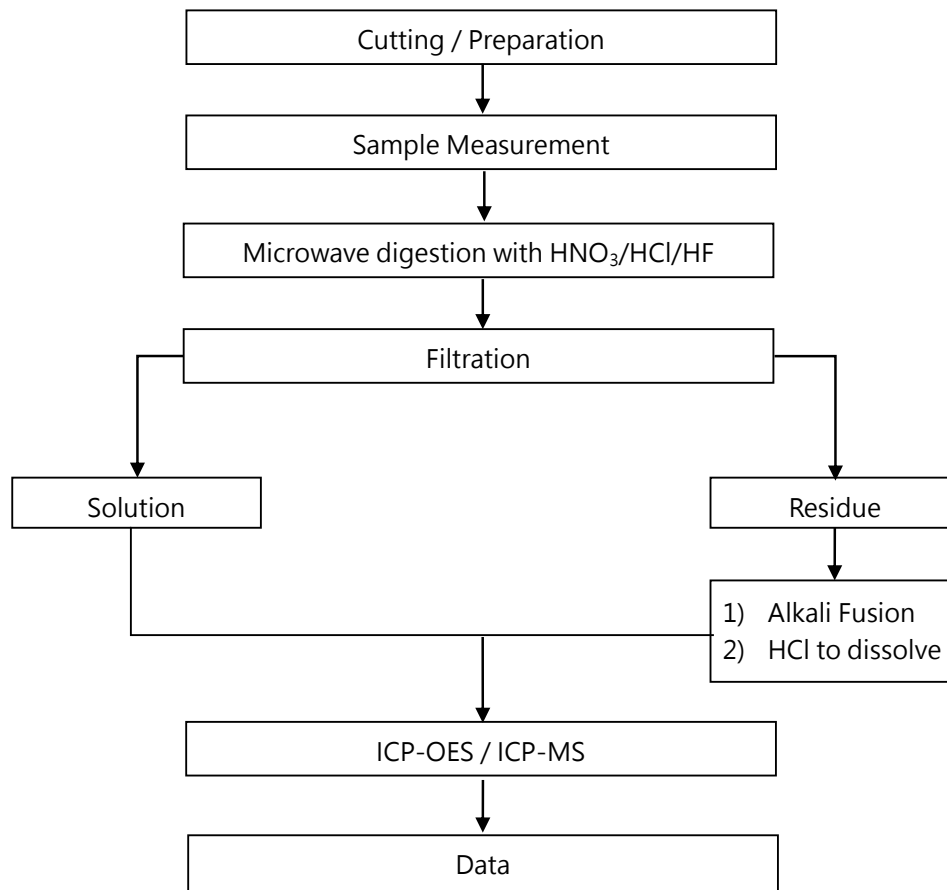 Cutting / Preparation
Sample Measurement
Microwave digestion with HNO₃/HCl/HF
Filtration
Solution
Residue
1) Alkali Fusion
2) HCl to dissolve
ICP-OES / ICP-MS
Data